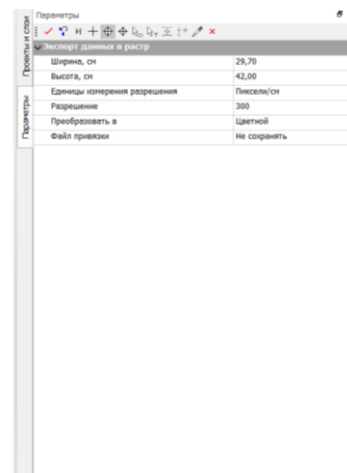 Параметры
Проекты и слои
Параметры
Экспорт данных в растр
Ширина, см 29,70
Высота, см 42,00
Единицы измерения разрешения Пиксели/см
Разрешение 300
Преобразовать в Цветной
Файл привязки Не сохранять